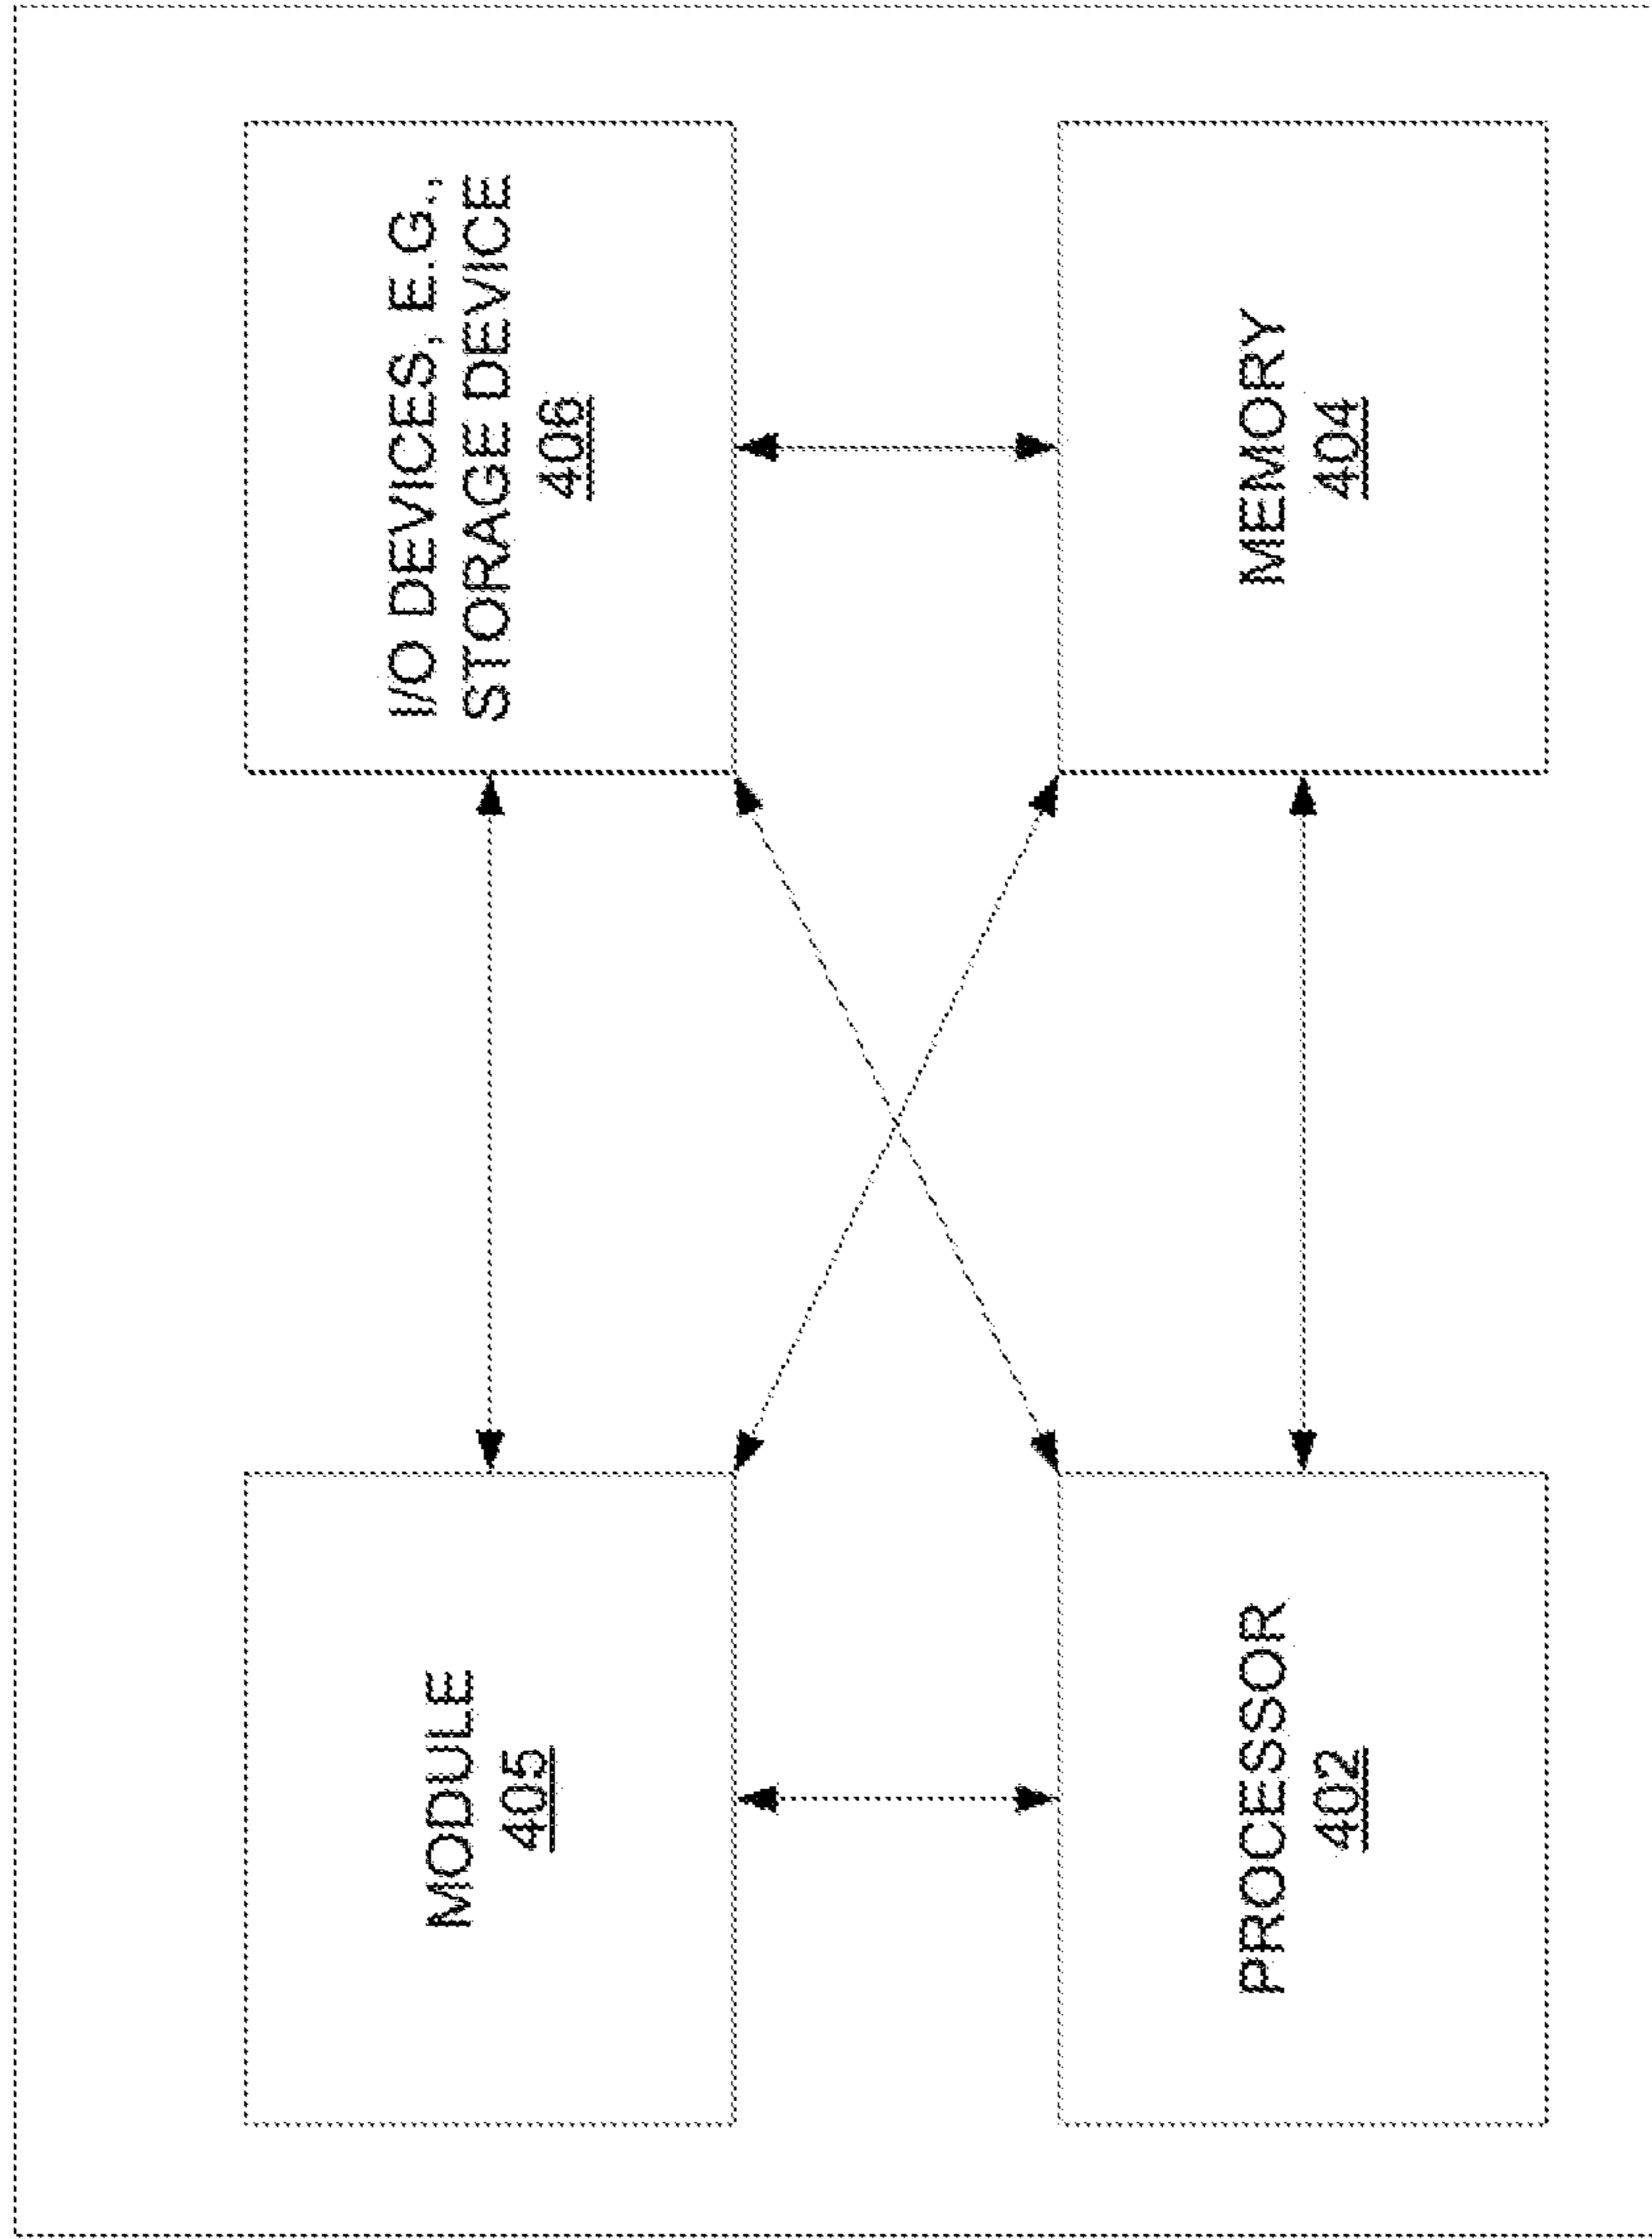 MODULE
405
I/O DEVICES, E.G.,
STORAGE DEVICE
406
PROCESSOR
402
MEMORY
404